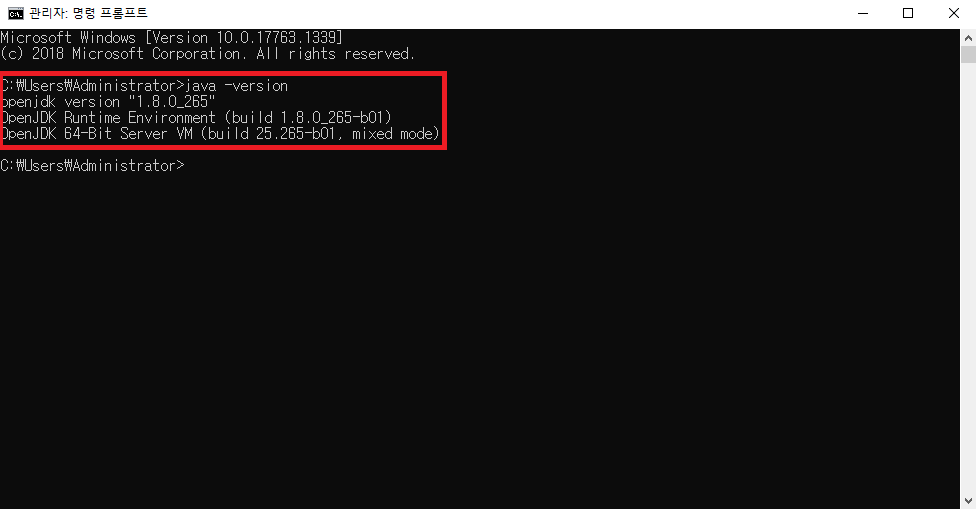 관리자: 명령 프롬프트
Microsoft Windows [Version 10.0.17763.1339]
(c) 2018 Microsoft Corporation. All rights reserved.
C:₩Users₩Administrator>java -version
openjdk version "1.8.0_265"
OpenJDK Runtime Environment (build 1.8.0_265-b01)
OpenJDK 64-Bit Server VM (build 25.265-b01, mixed mode)
C:₩Users₩Administrator>